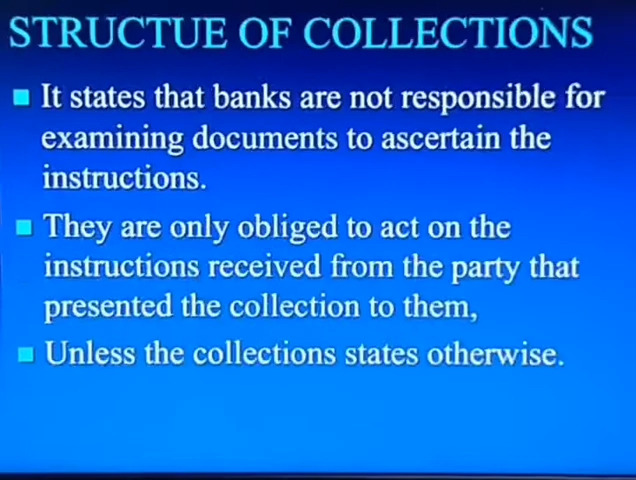 STRUCTUE OF COLLECTIONS
It states that banks are not responsible for
examining documents to ascertain the
instructions.
They are only obliged to act on the
instructions received from the party that
presented the collection to them,
Unless the collections states otherwise.